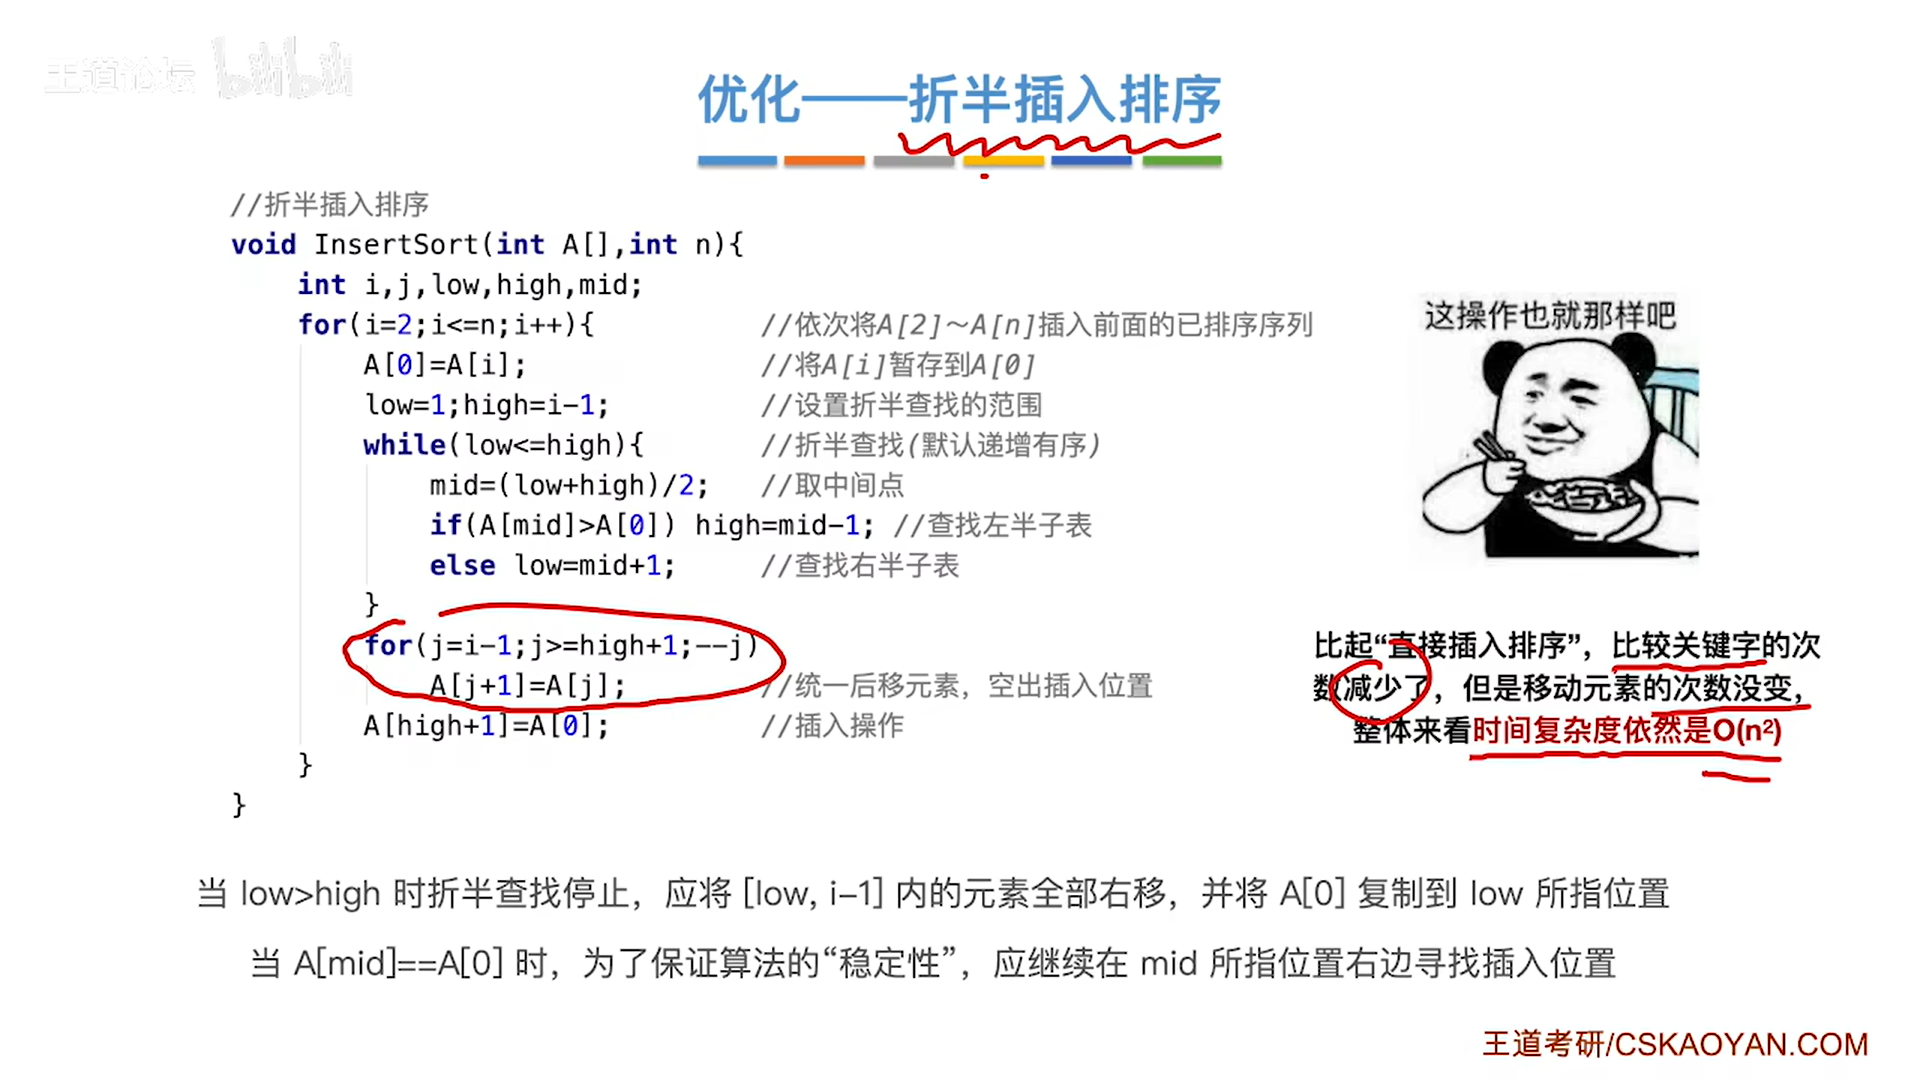 王道论坛 bilibili
优化——折半插入排序
//折半插入排序
void InsertSort(int A[],int n){
int i,j,low,high,mid;
for(i=2;i<=n;i++){ //依次将A[2]～A[n]插入前面的已排序序列
A[0]=A[i]; //将A[i]暂存到A[0]
low=1;high=i-1; //设置折半查找的范围
while(low<=high){ //折半查找(默认递增有序)
mid=(low+high)/2; //取中间点
if(A[mid]>A[0]) high=mid-1; //查找左半子表
else low=mid+1; //查找右半子表
}
for(j=i-1;j>=high+1;--j)
A[j+1]=A[j]; //统一后移元素，空出插入位置
A[high+1]=A[0]; //插入操作
}
}
这操作也就那样吧
比起“直接插入排序”，比较关键字的次
数减少了，但是移动元素的次数没变，
整体来看时间复杂度依然是O(n²)
当 low>high 时折半查找停止，应将 [low, i-1] 内的元素全部右移，并将 A[0] 复制到 low 所指位置
当 A[mid]==A[0] 时，为了保证算法的“稳定性”，应继续在 mid 所指位置右边寻找插入位置
王道考研/CSKAOYAN.COM